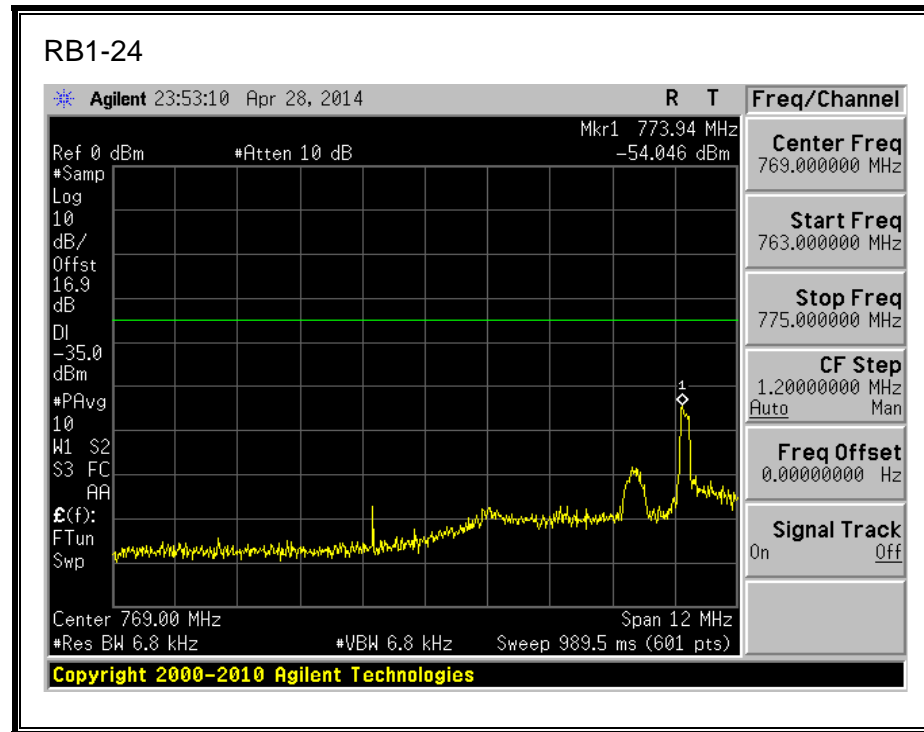 RB1-24
Agilent 23:53:10 Apr 28, 2014 R T
Mkr1 773.94 MHz
Ref 0 dBm #Atten 10 dB -54.046 dBm
#Samp
Log
10
dB/
Offst
16.9
dB
DI
-35.0
dBm
#PAvg
10
W1 S2
S3 FC
AA
£(f):
FTun
Swp
1
Center 769.00 MHz Span 12 MHz
#Res BW 6.8 kHz #VBW 6.8 kHz Sweep 989.5 ms (601 pts)
Freq/Channel
Center Freq
769.000000 MHz
Start Freq
763.000000 MHz
Stop Freq
775.000000 MHz
CF Step
1.20000000 MHz
Auto Man
Freq Offset
0.00000000 Hz
Signal Track
On Off
Copyright 2000-2010 Agilent Technologies